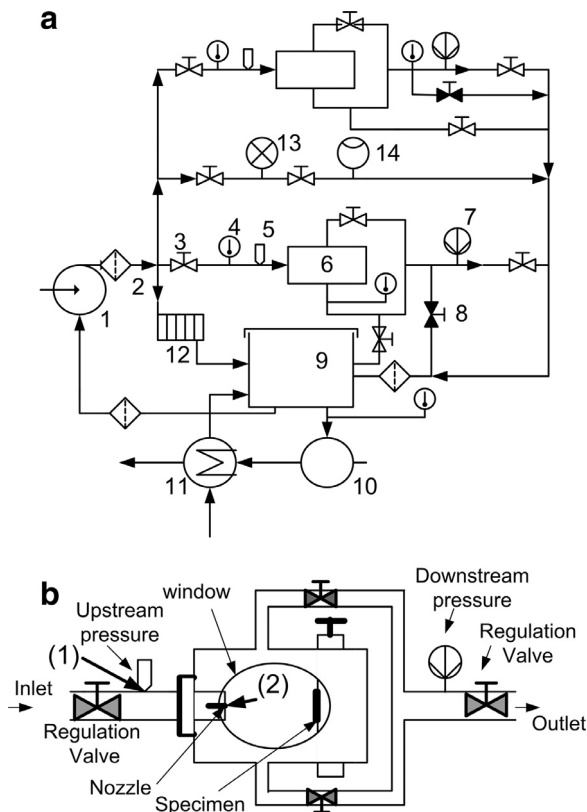 a
13
14
3
4
5
7
6
2
1
8
12
9
11
10
b
window
Downstream
pressure
Upstream
pressure
Regulation
Valve
(1)
(2)
Inlet
Regulation
Valve
Outlet
Nozzle
Specimen